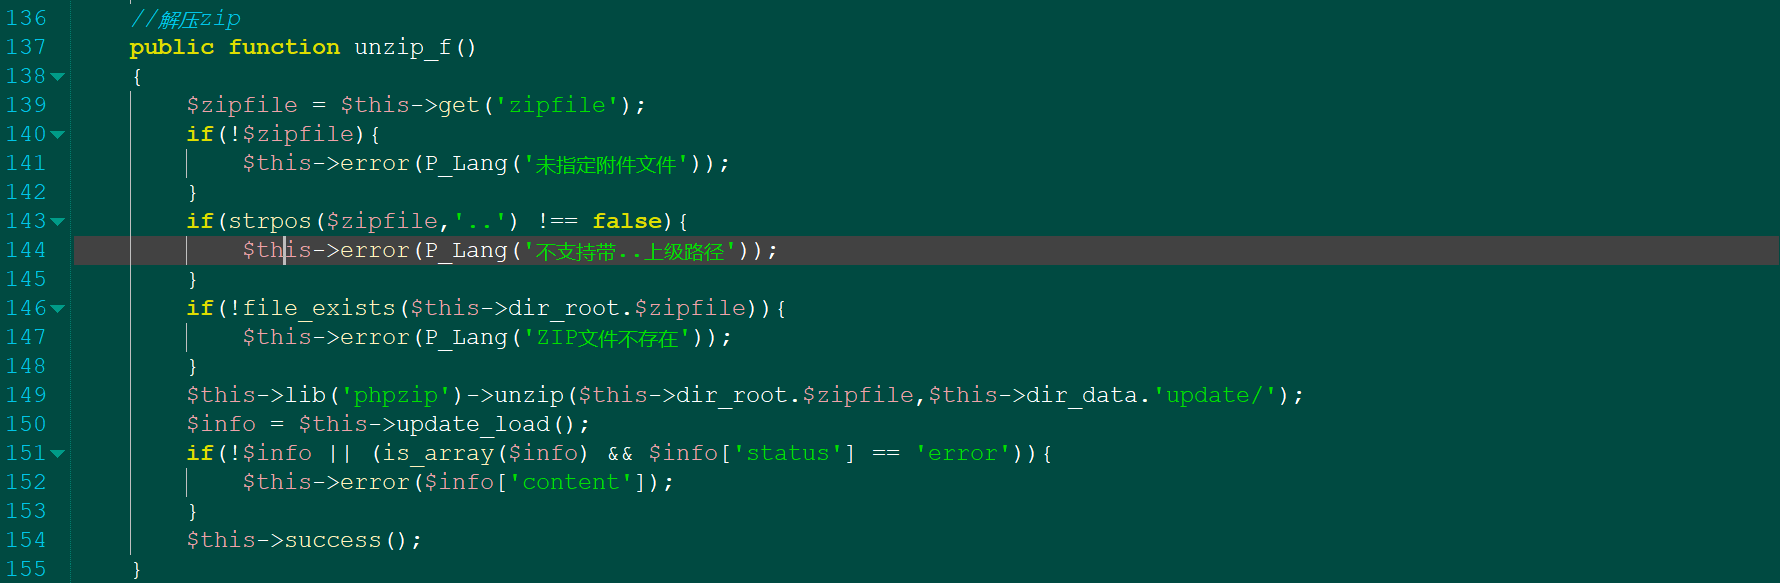 136 //解压zip
137 public function unzip_f()
138 {
139 $zipfile = $this->get('zipfile');
140 if(!$zipfile){
141 $this->error(P_Lang('未指定附件文件'));
142 }
143 if(strpos($zipfile,'..') !== false){
144 $this->error(P_Lang('不支持带..上级路径'));
145 }
146 if(!file_exists($this->dir_root.$zipfile)){
147 $this->error(P_Lang('ZIP文件不存在'));
148 }
149 $this->lib('phpzip')->unzip($this->dir_root.$zipfile,$this->dir_data.'update/');
150 $info = $this->update_load();
151 if(!$info || (is_array($info) && $info['status'] == 'error')){
152 $this->error($info['content']);
153 }
154 $this->success();
155 }